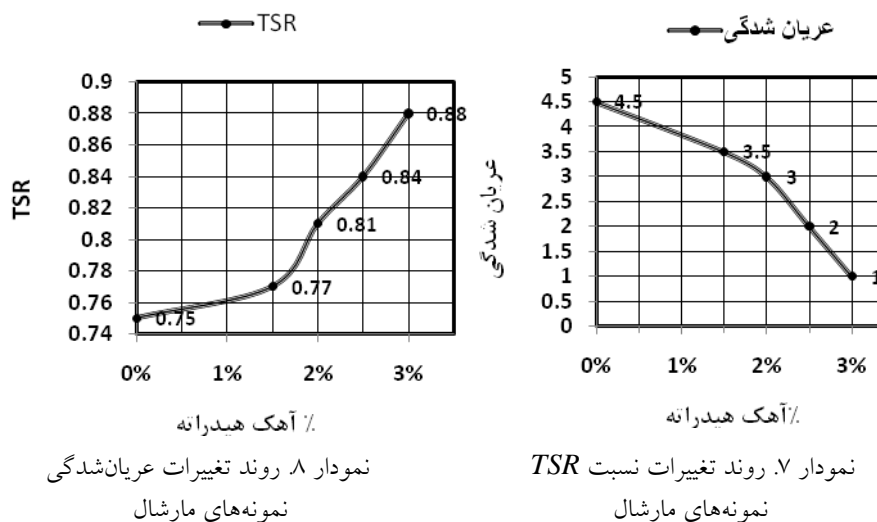 TSR
0.9
0.88
0.86
0.84
0.82
0.8
0.78
0.76
0.74
TSR
0.75
0.77
0.81
0.84
0.88
0% 1% 2% 3%
% آهک هیدراته
نمودار ۸. روند تغییرات عریان‌شدگی
نمونه‌های مارشال
عریان شدگی
5
4.5
4
3.5
3
2.5
2
1.5
1
0.5
0
عریان شدگی
4.5
3.5
3
2
1
0% 1% 2% 3%
%آهک هیدراته
نمودار ۷. روند تغییرات نسبت TSR
نمونه‌های مارشال